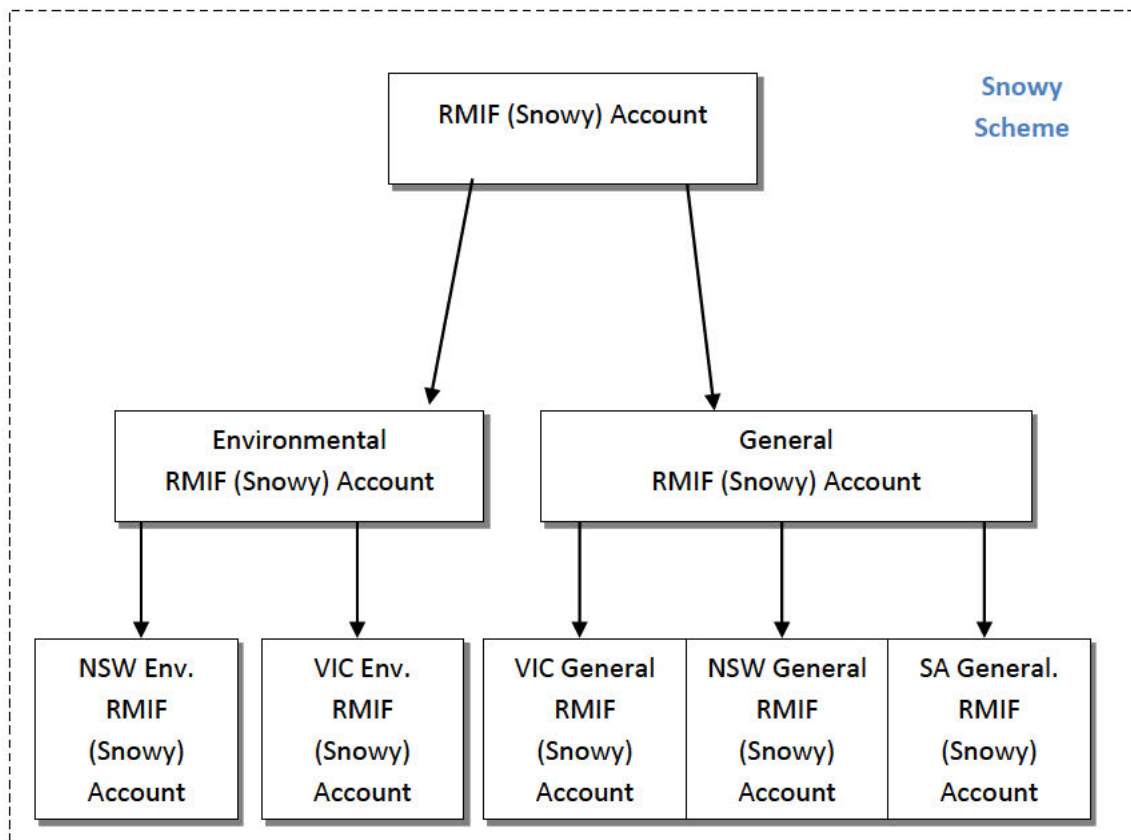 RMIF (Snowy) Account
Snowy
Scheme
Environmental
RMIF (Snowy) Account
General
RMIF (Snowy) Account
NSW Env.
RMIF
(Snowy)
Account
VIC Env.
RMIF
(Snowy)
Account
VIC General
RMIF
(Snowy)
Account
NSW General
RMIF
(Snowy)
Account
SA General.
RMIF
(Snowy)
Account